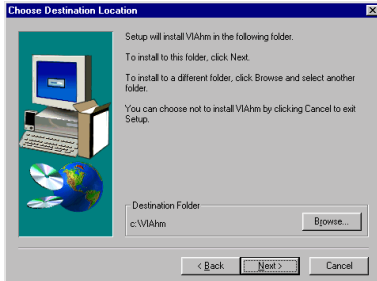 Choose Destination Location
Setup will install VIAhm in the following folder.
To install to this folder, click Next.
To install to a different folder, click Browse and select another
folder.
You can choose not to install VIAhm by clicking Cancel to exit
Setup.
Destination Folder
c:\VIAhm
Browse...
< Back
Next >
Cancel